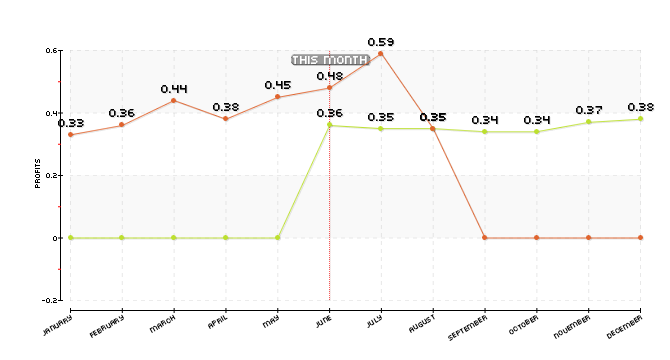 0.59
0.6
THIS MONTH
0.48
0.45
0.44
0.38
0.36
0.33
0.4
0.36
0.35
0.35
0.34
0.34
0.37
0.38
PROFITS
0.2
0
-0.2
JANUARY
FEBRUARY
MARCH
APRIL
MAY
JUNE
JULY
AUGUST
SEPTEMBER
OCTOBER
NOVEMBER
DECEMBER